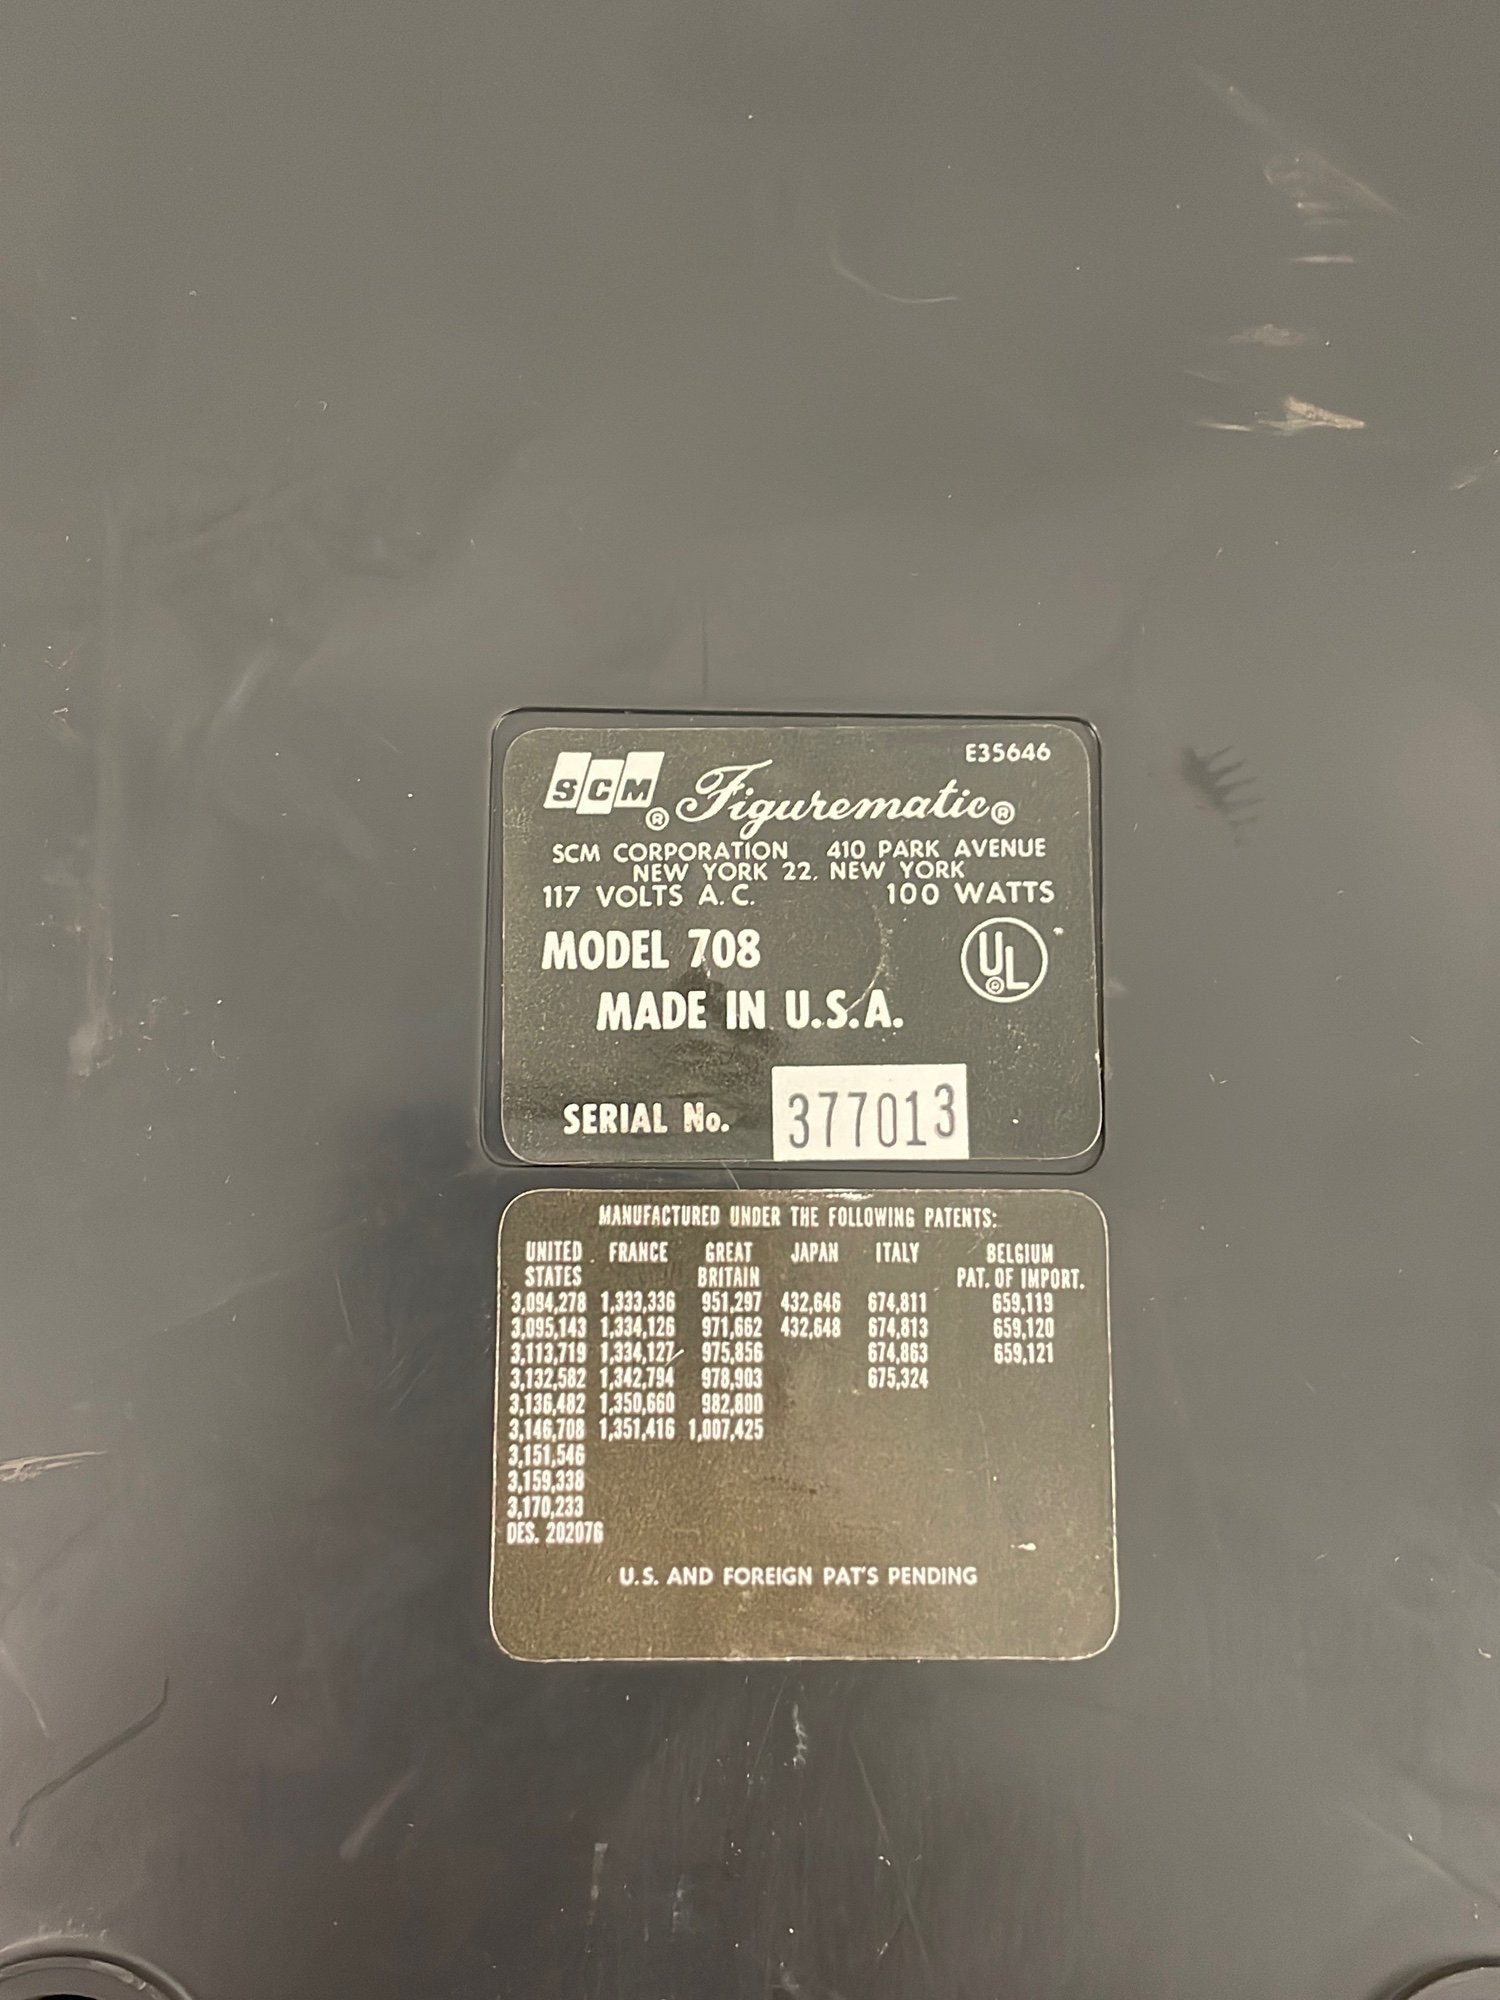 E35646
SCM® Figurematic®
SCM CORPORATION 410 PARK AVENUE
NEW YORK 22, NEW YORK
117 VOLTS A.C. 100 WATTS
MODEL 708 UL®
MADE IN U.S.A.
SERIAL No. 377013
MANUFACTURED UNDER THE FOLLOWING PATENTS:
UNITED FRANCE GREAT JAPAN ITALY BELGIUM
STATES BRITAIN PAT. OF IMPORT.
3,094,278 1,333,336 951,297 432,646 674,811 659,119
3,095,143 1,334,126 971,662 432,648 674,813 659,120
3,113,719 1,334,127 975,856 674,863 659,121
3,132,582 1,342,794 978,903 675,324
3,136,482 1,350,660 982,800
3,146,708 1,351,416 1,007,425
3,151,546
3,159,338
3,170,233
DES. 202076
U.S. AND FOREIGN PAT'S PENDING